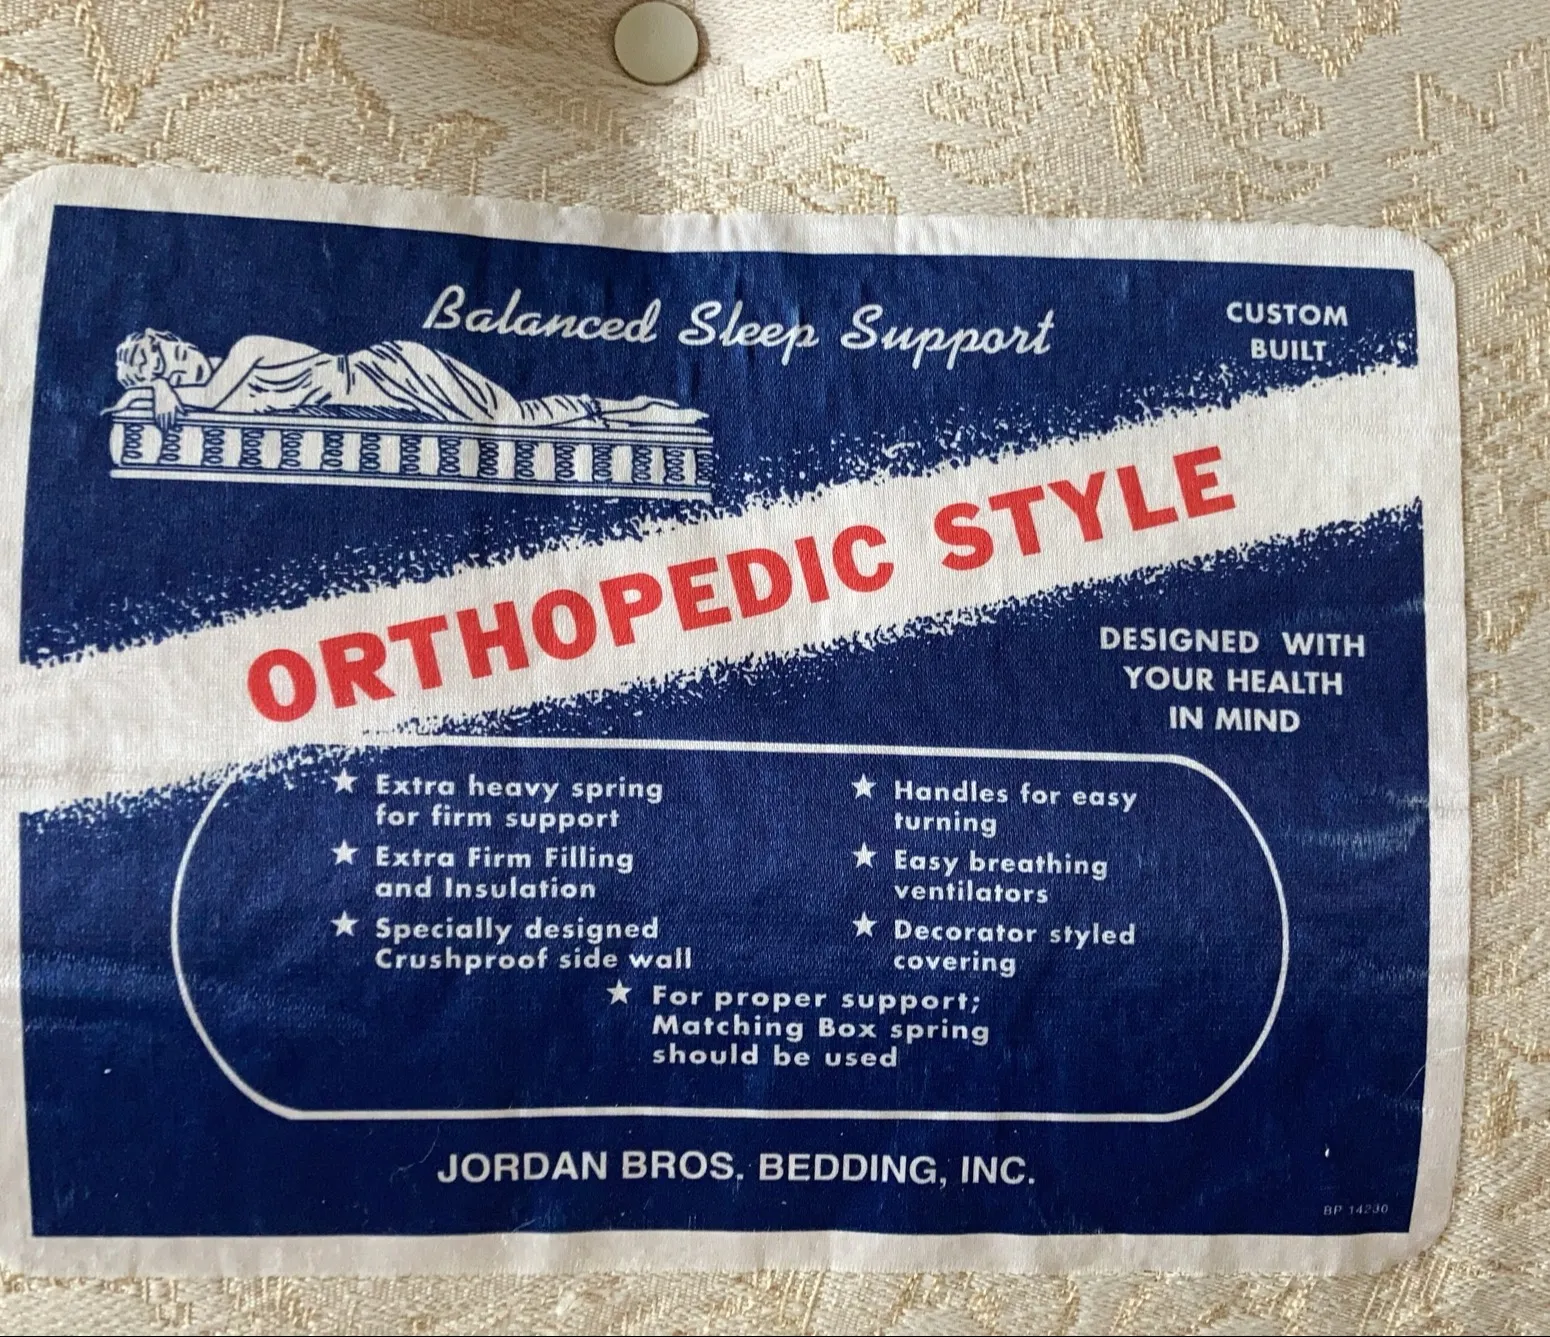 Balanced Sleep Support
CUSTOM
BUILT
ORTHOPEDIC STYLE
DESIGNED WITH
YOUR HEALTH
IN MIND
★ Extra heavy spring
for firm support
★ Extra Firm Filling
and Insulation
★ Specially designed
Crushproof side wall
★ Handles for easy
turning
★ Easy breathing
ventilators
★ Decorator styled
covering
★ For proper support;
Matching Box spring
should be used
JORDAN BROS. BEDDING, INC.
BP 14230